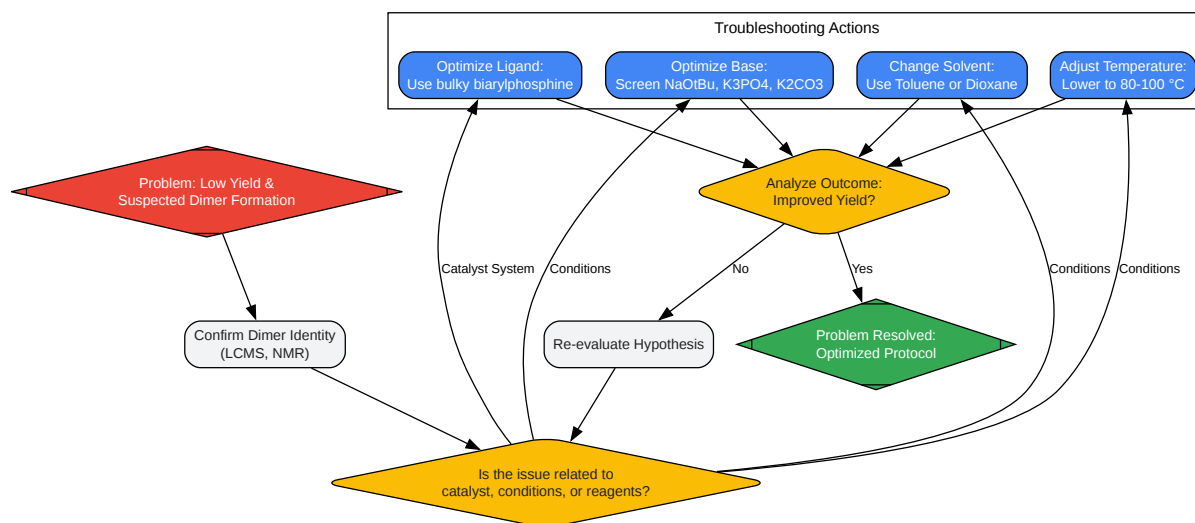 Troubleshooting Actions
Optimize Ligand:
Use bulky biarylphosphine
Optimize Base:
Screen NaOtBu, K3PO4, K2CO3
Change Solvent:
Use Toluene or Dioxane
Adjust Temperature:
Lower to 80-100 °C
Problem: Low Yield &
Suspected Dimer Formation
Analyze Outcome:
Improved Yield?
Catalyst System
Conditions
No
Yes
Conditions
Conditions
Confirm Dimer Identity
(LCMS, NMR)
Re-evaluate Hypothesis
Problem Resolved:
Optimized Protocol
Is the issue related to
catalyst, conditions, or reagents?